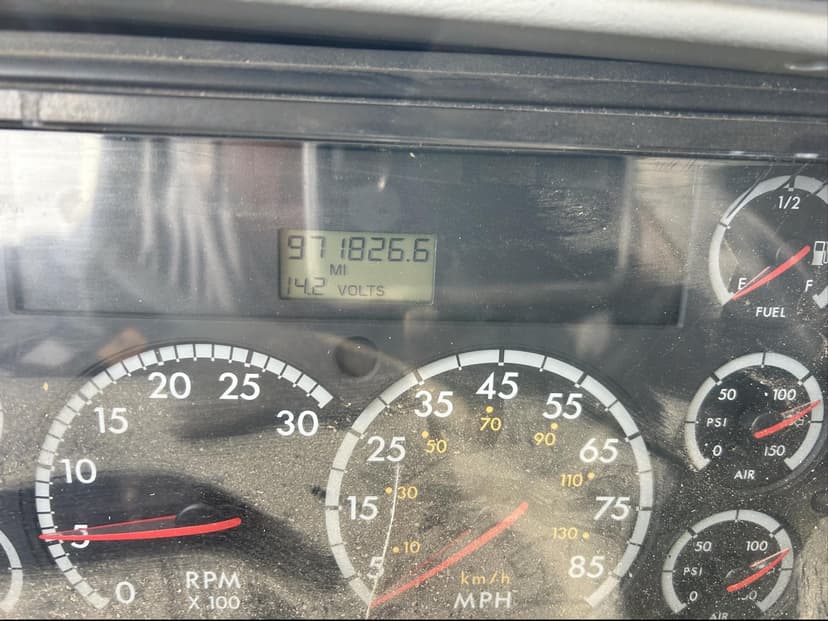 971826.6
MI
14.2 VOLTS
1/2
E F
FUEL
0 5 10 15 20 25 30
RPM
X 100
5 15 25 35 45 55 65 75 85
10 30 50 70 90 110 130
km/h
MPH
50 100
PSI
0 150
AIR
50 100
PSI
0
AIR